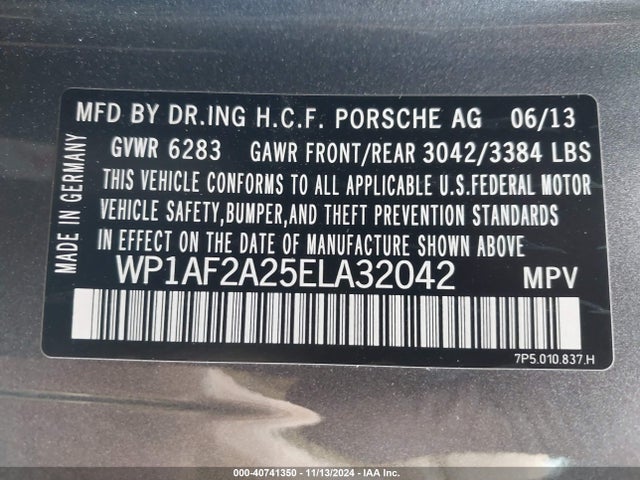 MFD BY DR.ING H.C.F. PORSCHE AG 06/13
GVWR 6283 GAWR FRONT/REAR 3042/3384 LBS
THIS VEHICLE CONFORMS TO ALL APPLICABLE U.S.FEDERAL MOTOR
VEHICLE SAFETY,BUMPER,AND THEFT PREVENTION STANDARDS
IN EFFECT ON THE DATE OF MANUFACTURE SHOWN ABOVE
WP1AF2A25ELA32042 MPV
7P5.010.837.H
MADE IN GERMANY
000-40741350 - 11/13/2024 - IAA Inc.